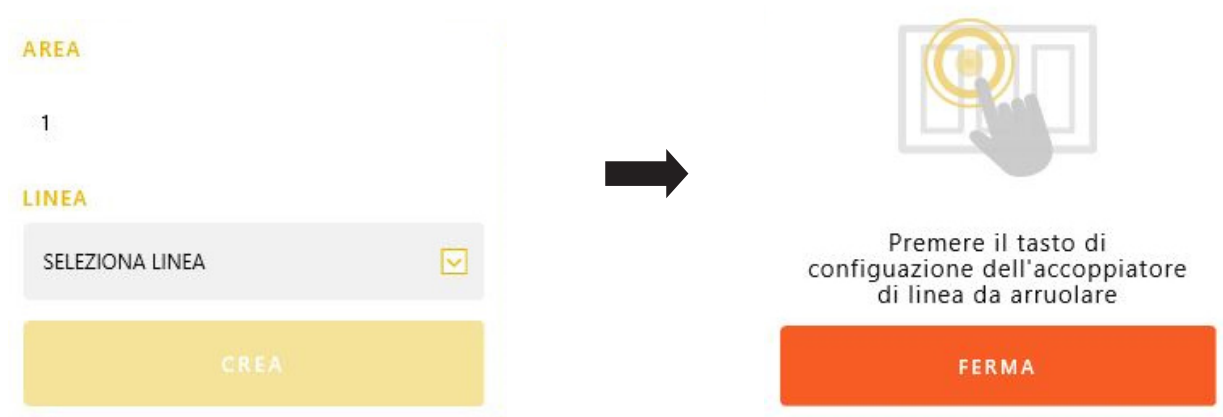 AREA
1
LINEA
SELEZIONA LINEA
CREA
Premere il tasto di
configuazione dell'accoppiatore
di linea da arruolare
FERMA